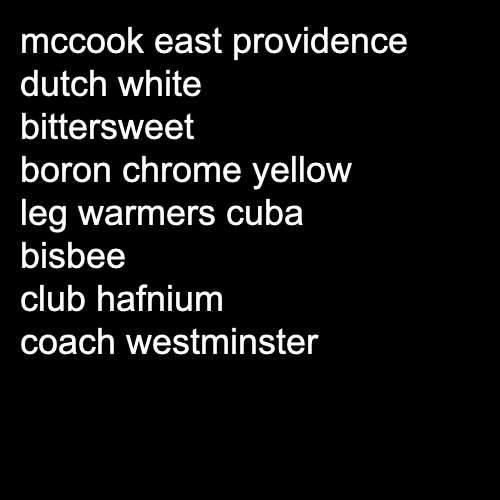 mccook east providence
dutch white
bittersweet
boron chrome yellow
leg warmers cuba
bisbee
club hafnium
coach westminster